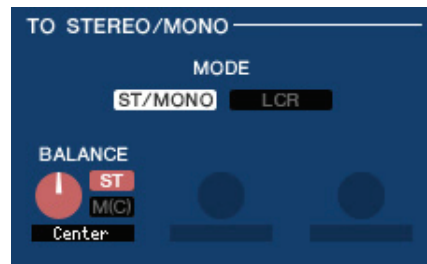 TO STEREO/MONO
MODE
ST/MONO LCR
BALANCE
ST
M(C)
Center